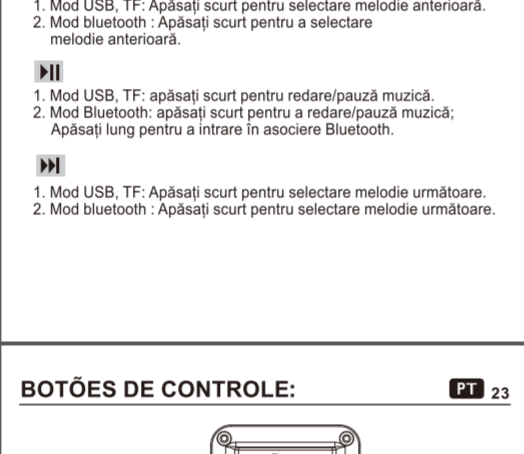 1. Mod USB, TF: Apăsați scurt pentru selectare melodie anterioară.
2. Mod bluetooth : Apăsați scurt pentru a selectare
melodie anterioară.
1. Mod USB, TF: apăsați scurt pentru redare/pauză muzică.
2. Mod Bluetooth: apăsați scurt pentru a redare/pauză muzică;
Apăsați lung pentru a intrare în asociere Bluetooth.
1. Mod USB, TF: Apăsați scurt pentru selectare melodie următoare.
2. Mod bluetooth : Apăsați scurt pentru selectare melodie următoare.
BOTÕES DE CONTROLE: PT 23